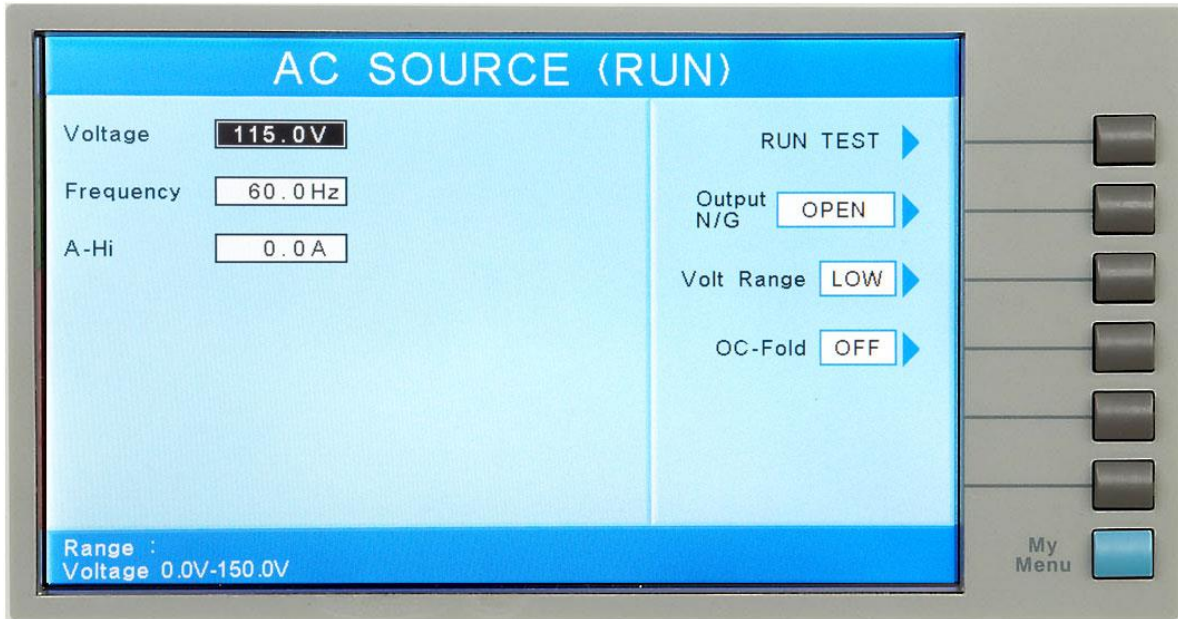 AC SOURCE (RUN)
Voltage 115.0V
Frequency 60.0Hz
A-Hi 0.0A
RUN TEST
Output
N/G OPEN
Volt Range LOW
OC-Fold OFF
Range :
Voltage 0.0V-150.0V
My
Menu